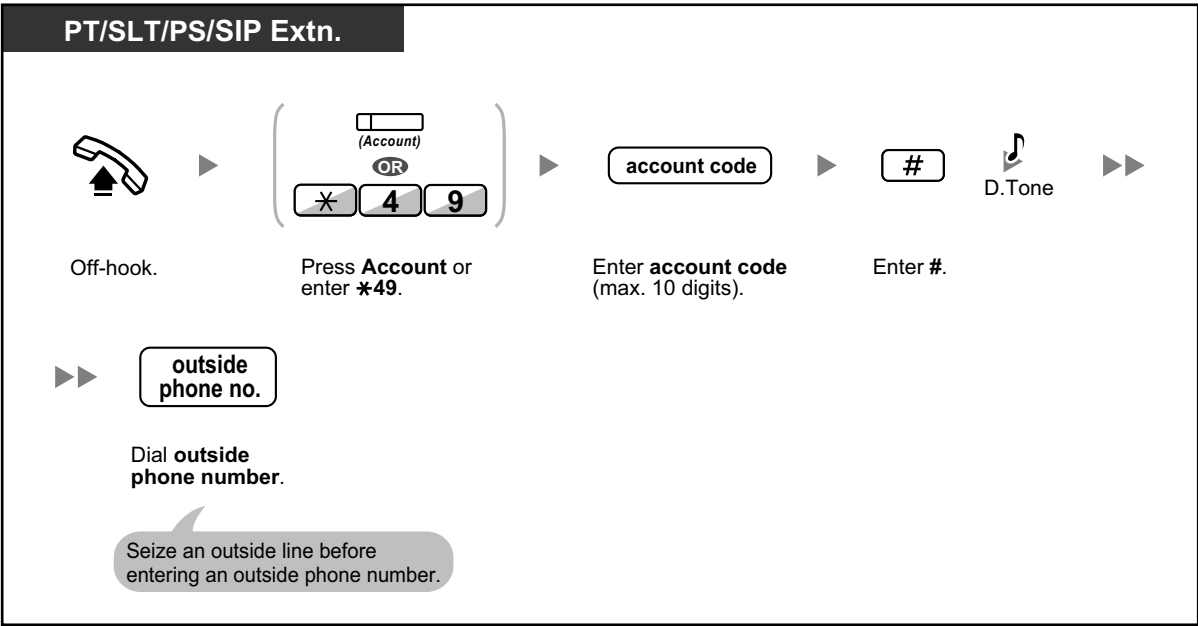 PT/SLT/PS/SIP Extn.
(Account)
OR
* 4 9
account code
#
D.Tone
Off-hook.
Press Account or
enter *49.
Enter account code
(max. 10 digits).
Enter #.
outside
phone no.
Dial outside
phone number.
Seize an outside line before
entering an outside phone number.